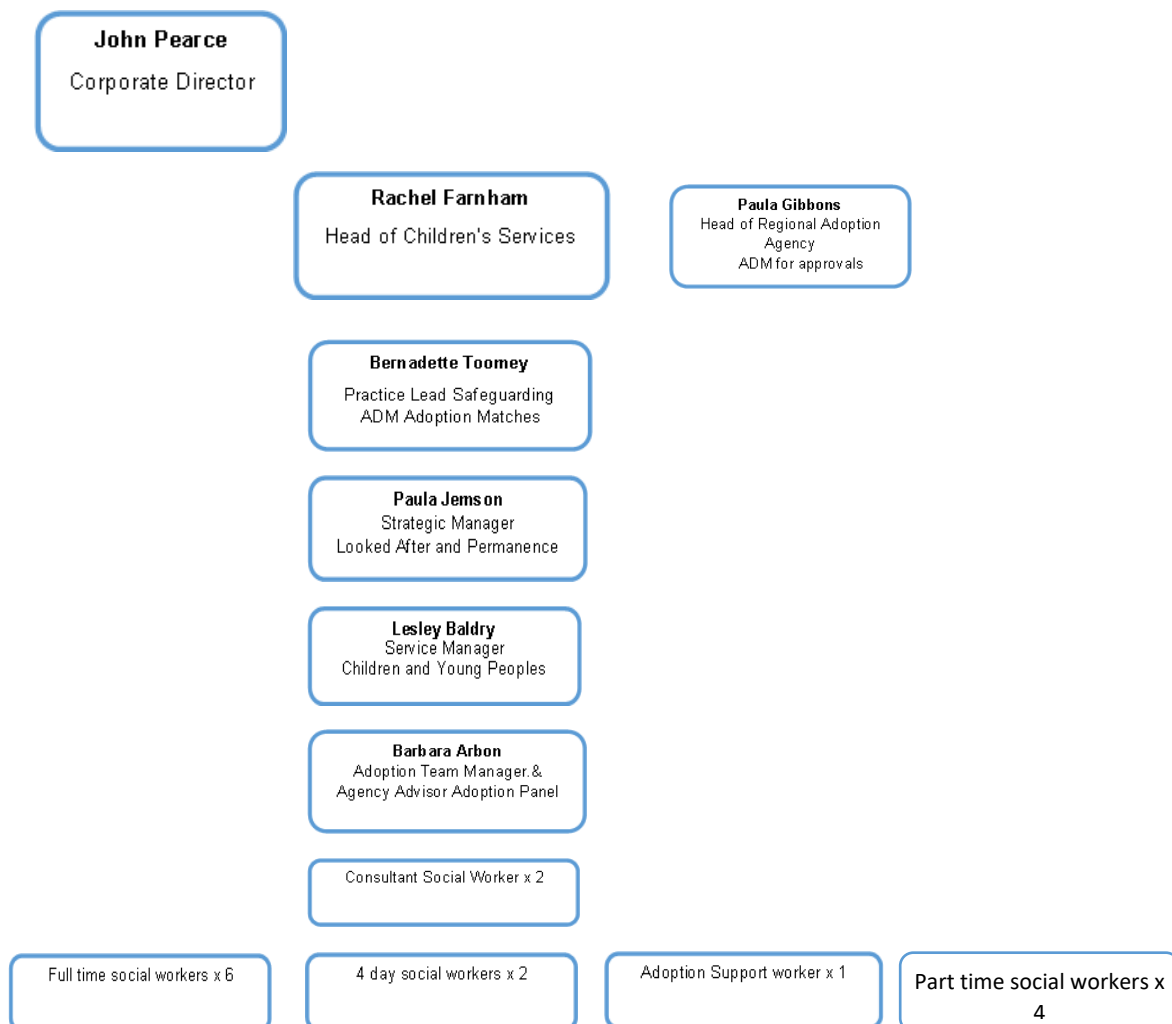 John Pearce
Corporate Director
Rachel Farnham
Head of Children's Services
Paula Gibbons
Head of Regional Adoption
Agency
ADM for approvals
Bernadette Toomey
Practice Lead Safeguarding
ADM Adoption Matches
Paula Jemson
Strategic Manager
Looked After and Permanence
Lesley Baldry
Service Manager
Children and Young Peoples
Barbara Arbon
Adoption Team Manager.&
Agency Advisor Adoption Panel
Consultant Social Worker x 2
Full time social workers x 6
4 day social workers x 2
Adoption Support worker x 1
Part time social workers x
4